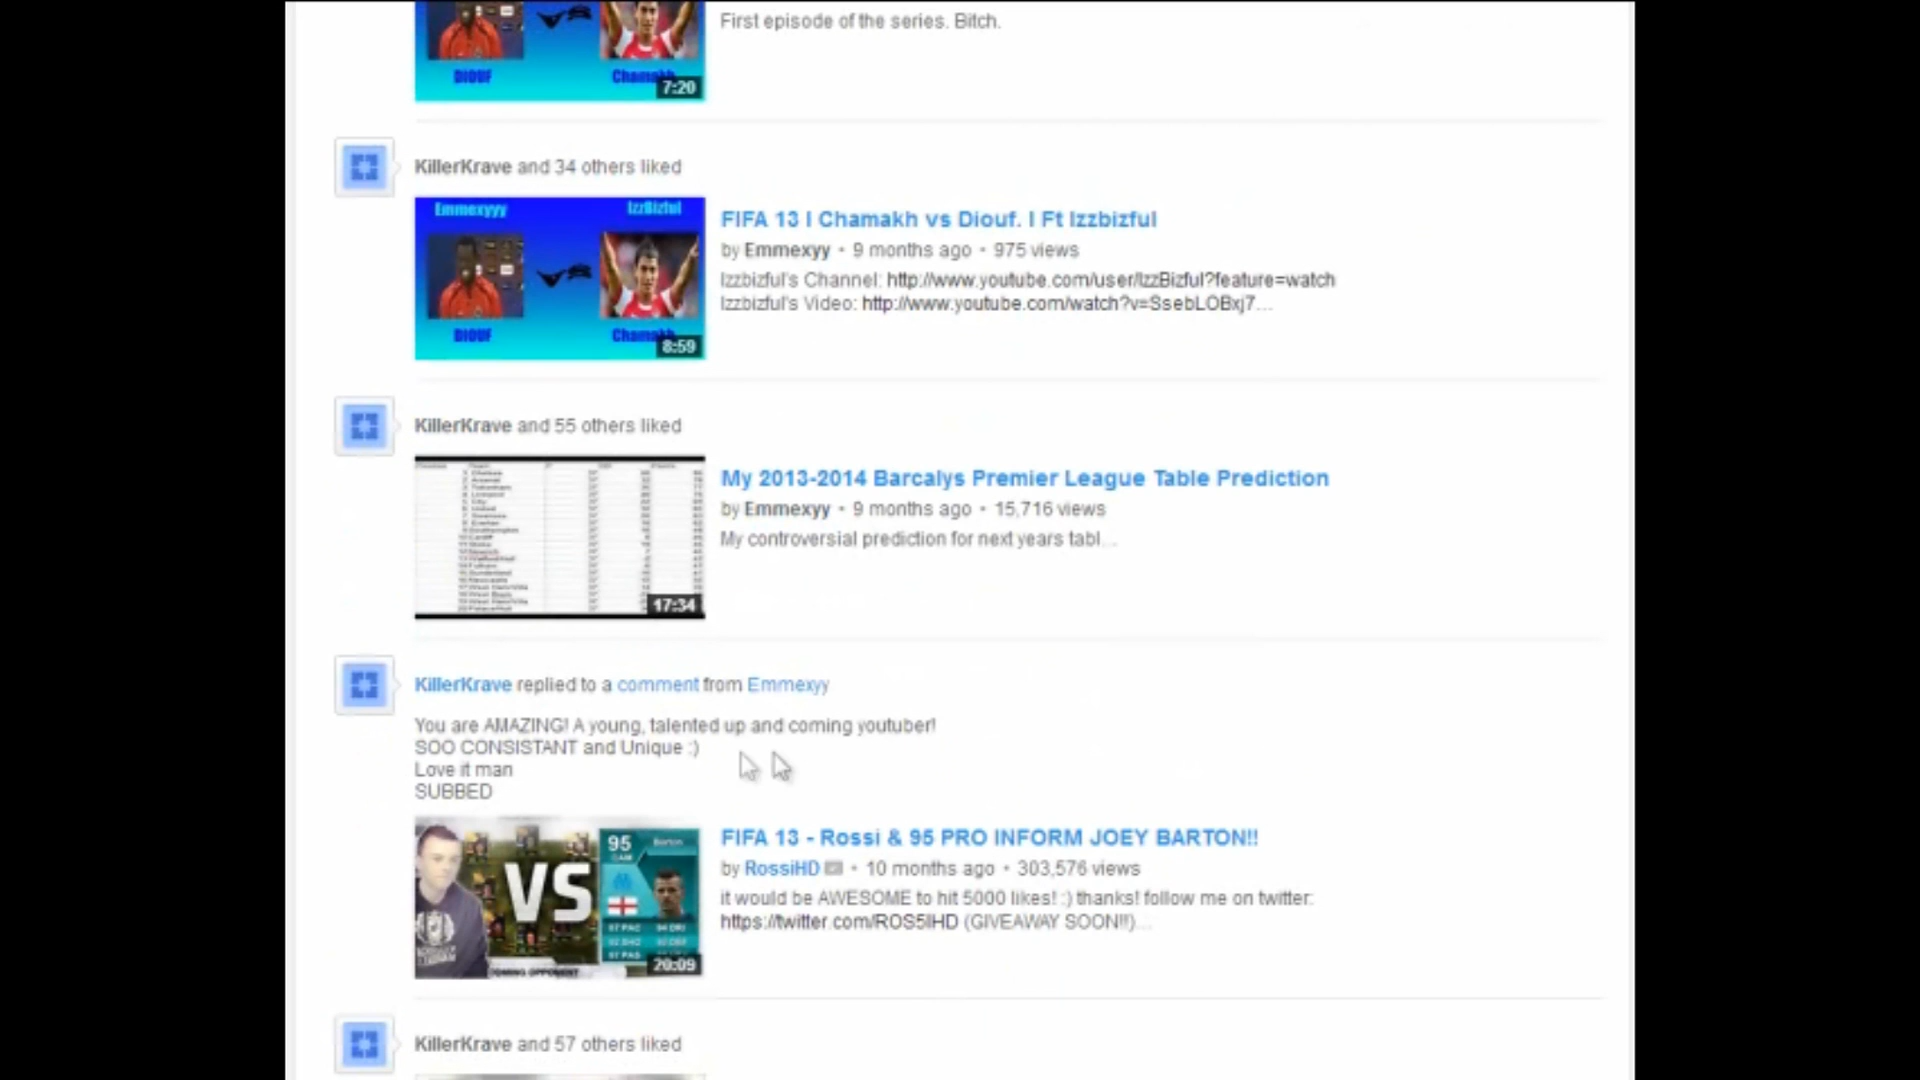 First episode of the series. Bitch.
DIOUF
Chamakh
7:20
KillerKrave and 34 others liked
Emmexyyy
IzzBizful
VS
DIOUF
Chamakh
8:59
FIFA 13 I Chamakh vs Diouf. I Ft Izzbizful
by Emmexyy • 9 months ago • 975 views
Izzbizful's Channel: http://www.youtube.com/user/IzzBizful?feature=watch
Izzbizful's Video: http://www.youtube.com/watch?v=SsebLOBxj7...
KillerKrave and 55 others liked
17:34
My 2013-2014 Barcalys Premier League Table Prediction
by Emmexyy • 9 months ago • 15,716 views
My controversial prediction for next years tabl...
KillerKrave replied to a comment from Emmexyy
You are AMAZING! A young, talented up and coming youtuber!
SOO CONSISTANT and Unique :)
Love it man
SUBBED
VS
95
CAM
Barton
20:09
FIFA 13 - Rossi & 95 PRO INFORM JOEY BARTON!!
by RossiHD • 10 months ago • 303,576 views
it would be AWESOME to hit 5000 likes! :) thanks! follow me on twitter:
https://twitter.com/ROS5IHD (GIVEAWAY SOON!!)...
KillerKrave and 57 others liked